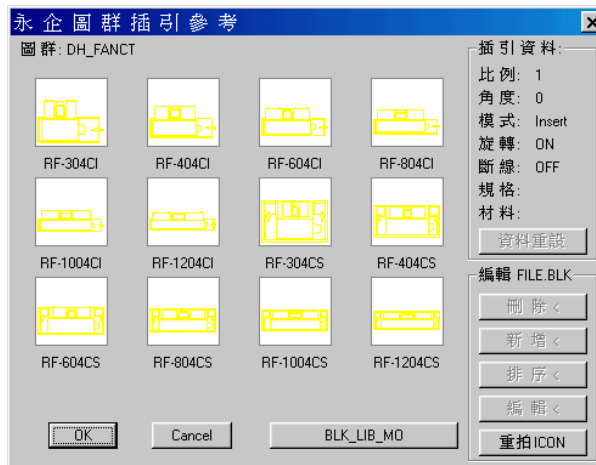 永企圖群插引參考
圖群: DH_FANCT
RF-304CI RF-404CI RF-604CI RF-804CI
RF-1004CI RF-1204CI RF-304CS RF-404CS
RF-604CS RF-804CS RF-1004CS RF-1204CS
OK Cancel BLK_LIB_MO
插引資料:
比例: 1
角度: 0
模式: Insert
旋轉: ON
斷線: OFF
規格:
材料:
資料重設
編輯 FILE.BLK
刪 除 <
新 增 <
排 序 <
編 輯 <
重拍ICON